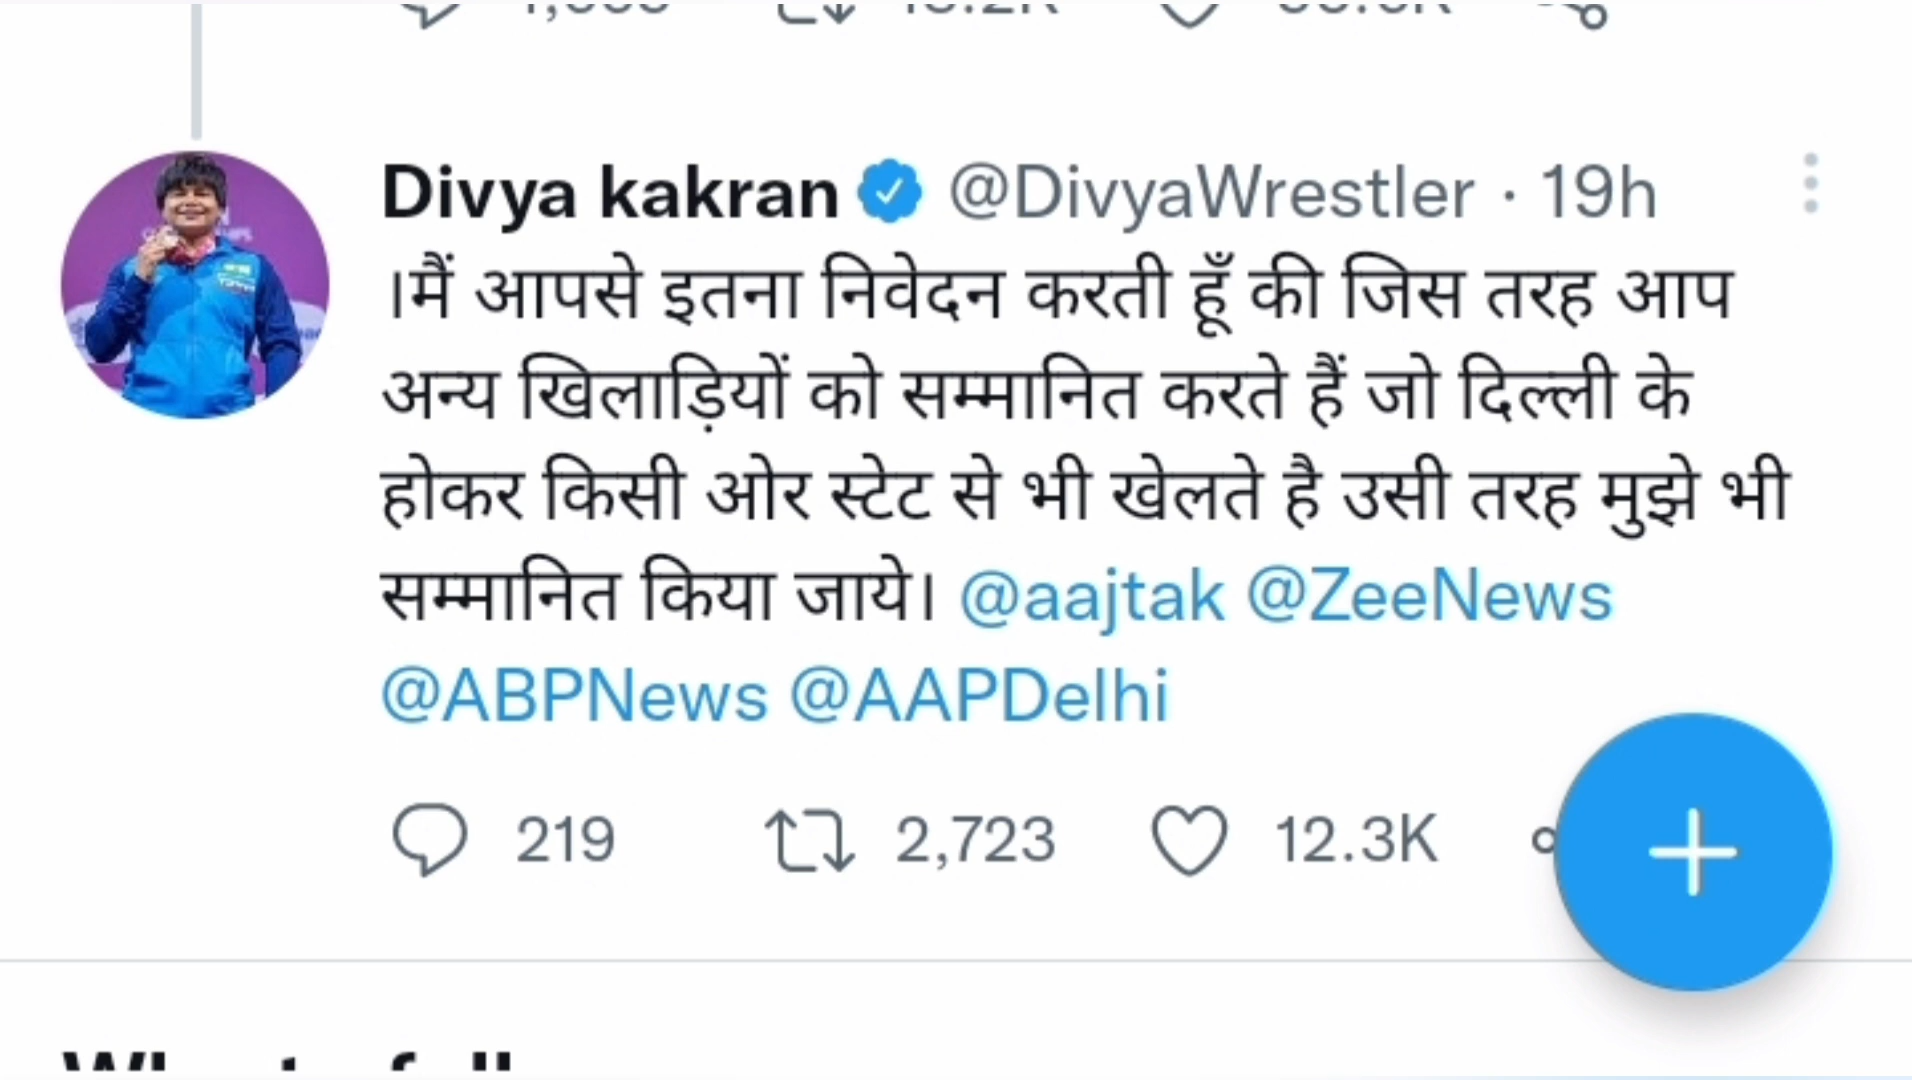 Divya kakran @DivyaWrestler · 19h
।मैं आपसे इतना निवेदन करती हूँ की जिस तरह आप
अन्य खिलाड़ियों को सम्मानित करते हैं जो दिल्ली के
होकर किसी ओर स्टेट से भी खेलते है उसी तरह मुझे भी
सम्मानित किया जाये। @aajtak @ZeeNews
@ABPNews @AAPDelhi
219 2,723 12.3K